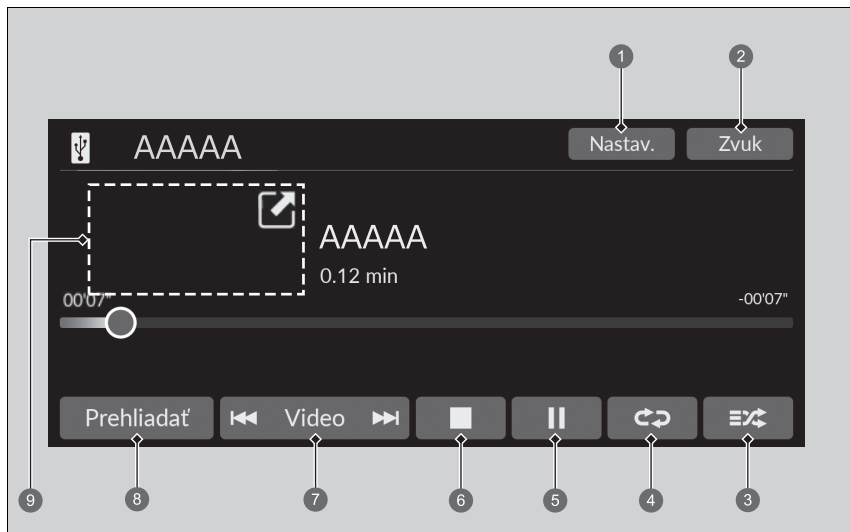 1 2
AAAAA Nastav. Zvuk
AAAAA
0.12 min
00'07" -00'07"
Prehliadať Video
9 8 7 6 5 4 3